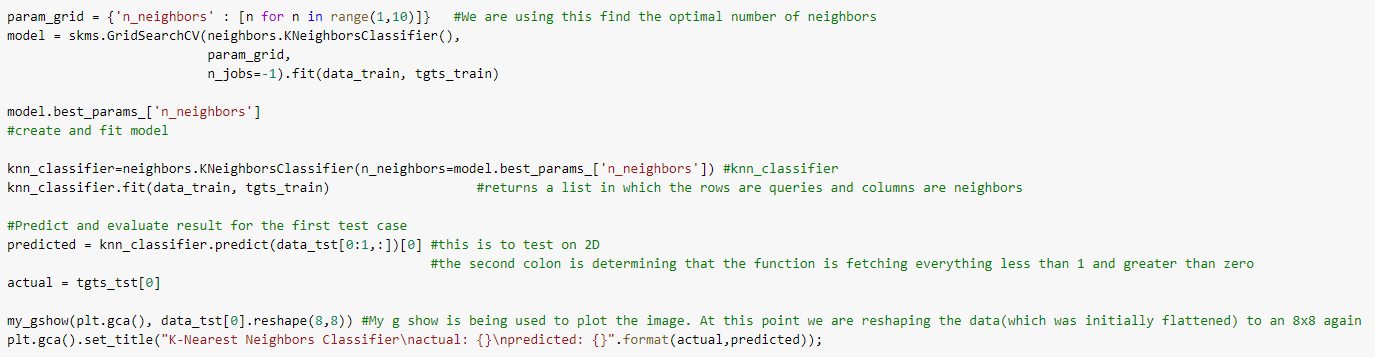 param_grid = {'n_neighbors' : [n for n in range(1,10)]}   #We are using this find the optimal number of neighbors
model = skms.GridSearchCV(neighbors.KNeighborsClassifier(),
                          param_grid,
                          n_jobs=-1).fit(data_train, tgts_train)

model.best_params_['n_neighbors']
#create and fit model

knn_classifier=neighbors.KNeighborsClassifier(n_neighbors=model.best_params_['n_neighbors']) #knn_classifier
knn_classifier.fit(data_train, tgts_train)                   #returns a list in which the rows are queries and columns are neighbors

#Predict and evaluate result for the first test case
predicted = knn_classifier.predict(data_tst[0:1,:])[0] #this is to test on 2D
                                                       #the second colon is determining that the function is fetching everything less than 1 and greater than zero
actual = tgts_tst[0]

my_gshow(plt.gca(), data_tst[0].reshape(8,8)) #My g show is being used to plot the image. At this point we are reshaping the data(which was initially flattened) to an 8x8 again
plt.gca().set_title("K-Nearest Neighbors Classifier\nactual: {}\npredicted: {}".format(actual,predicted));